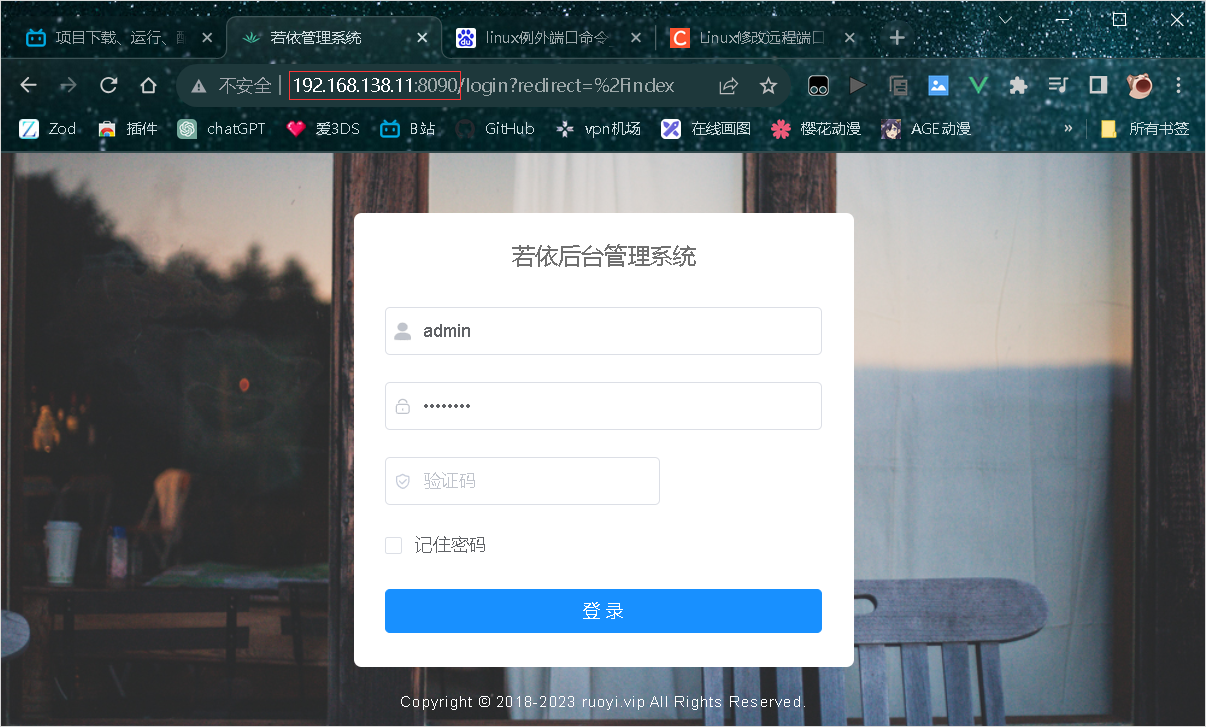 项目下载、运行、配
若依管理系统
linux例外端口命令
Linux修改远程端口
不安全 192.168.138.11:8090/login?redirect=%2Findex
Zod 插件 chatGPT 爱3DS B站 GitHub vpn机场 在线画图 樱花动漫 AGE动漫 » 所有书签
若依后台管理系统
admin
••••••••
验证码
记住密码
登 录
Copyright © 2018-2023 ruoyi.vip All Rights Reserved.